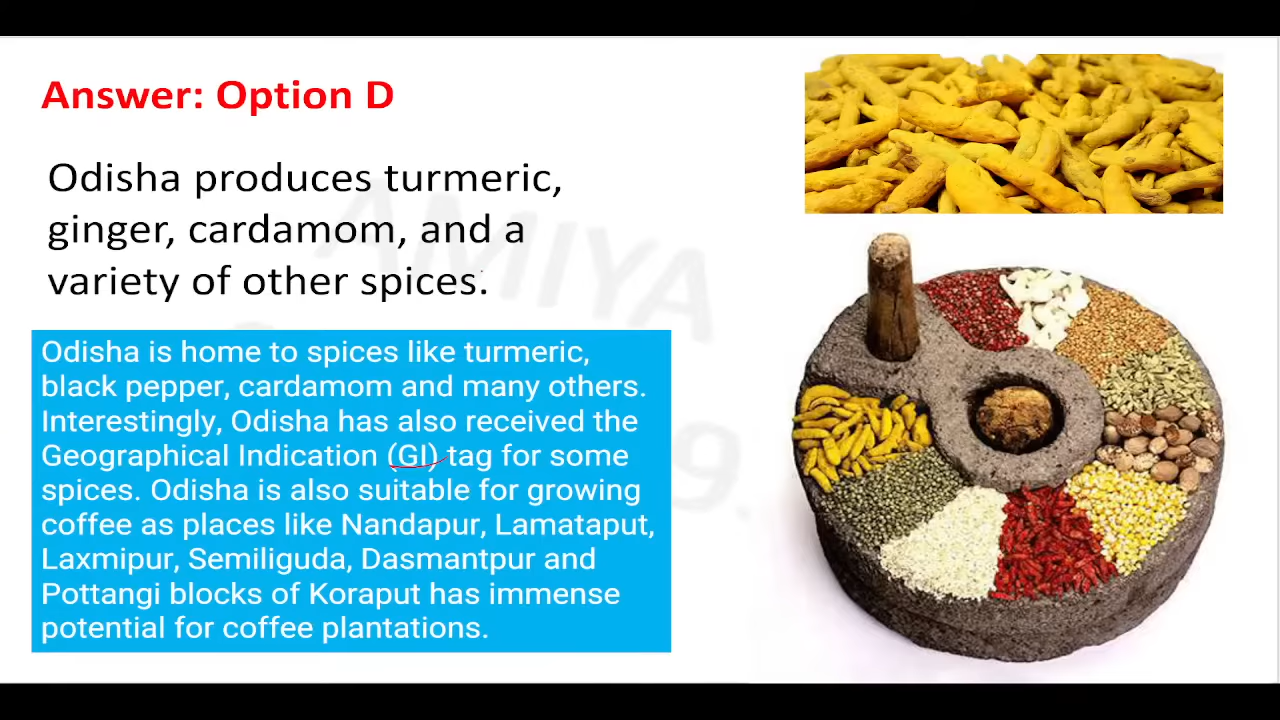 Answer: Option D
Odisha produces turmeric,
ginger, cardamom, and a
variety of other spices.
Odisha is home to spices like turmeric,
black pepper, cardamom and many others.
Interestingly, Odisha has also received the
Geographical Indication (GI) tag for some
spices. Odisha is also suitable for growing
coffee as places like Nandapur, Lamataput,
Laxmipur, Semiliguda, Dasmantpur and
Pottangi blocks of Koraput has immense
potential for coffee plantations.
AMIYA